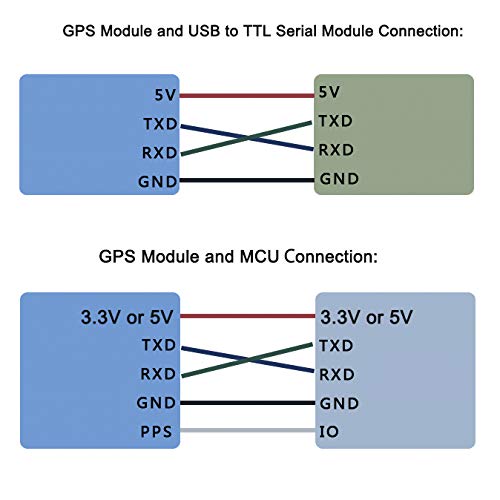 GPS Module and USB to TTL Serial Module Connection:
5V 5V
TXD TXD
RXD RXD
GND GND
GPS Module and MCU Connection:
3.3V or 5V 3.3V or 5V
TXD TXD
RXD RXD
GND GND
PPS IO